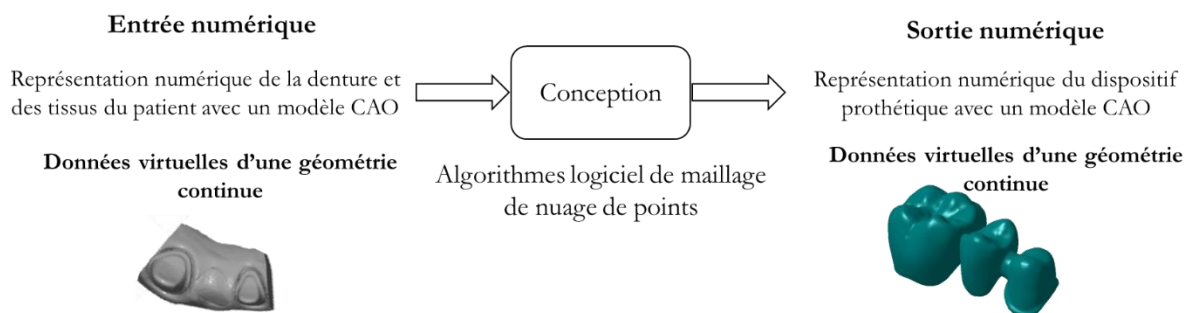 Entrée numérique
Représentation numérique de la denture et
des tissus du patient avec un modèle CAO
Données virtuelles d'une géométrie
continue
Conception
Algorithmes logiciel de maillage
de nuage de points
Sortie numérique
Représentation numérique du dispositif
prothétique avec un modèle CAO
Données virtuelles d'une géométrie
continue